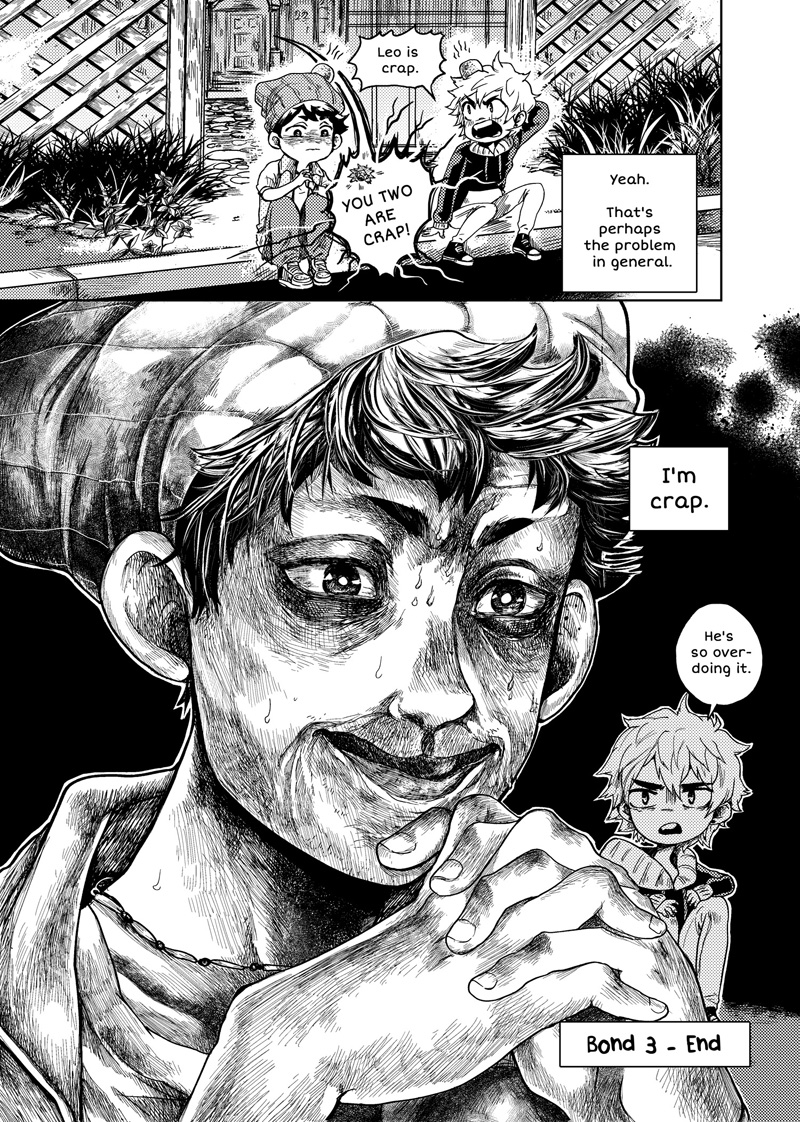 22
Leo is
crap.
YOU TWO
ARE
CRAP!
Yeah.
That's
perhaps
the problem
in general.
I'm
crap.
He's
so over-
doing it.
Bond 3 - End